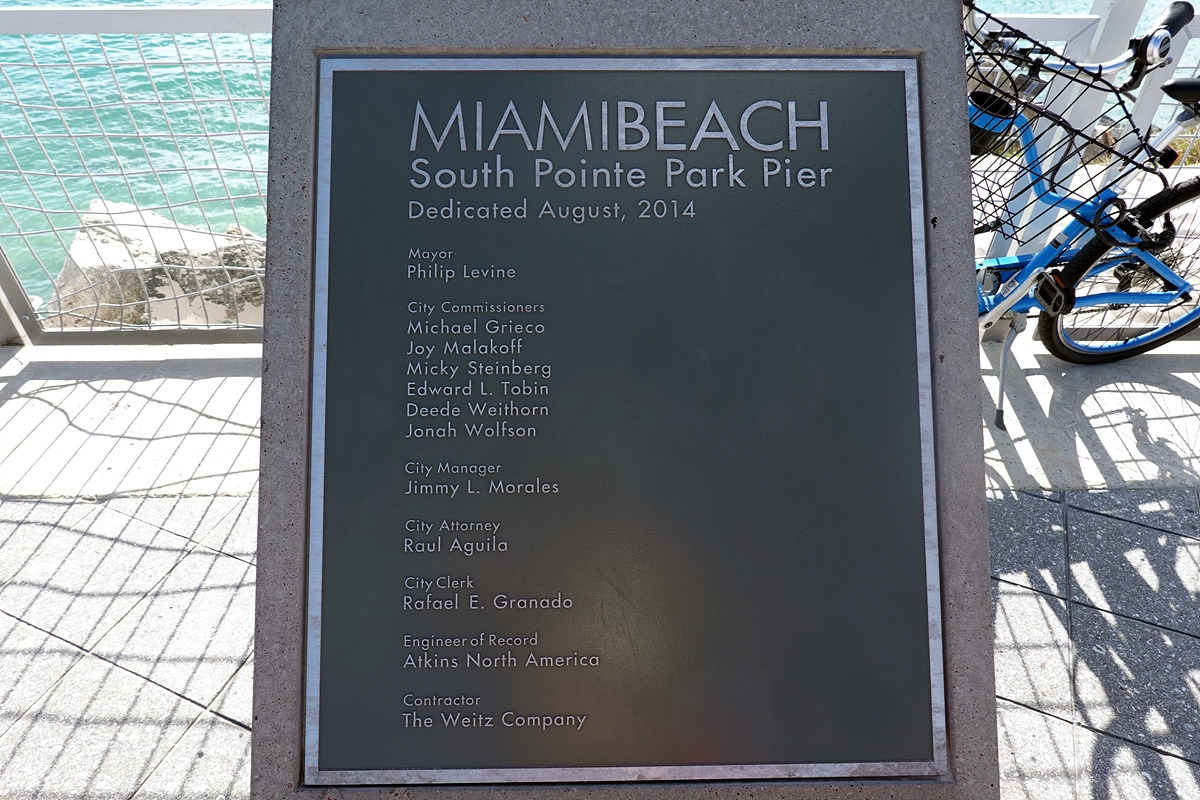 MIAMIBEACH
South Pointe Park Pier
Dedicated August, 2014
Mayor
Philip Levine
City Commissioners
Michael Grieco
Joy Malakoff
Micky Steinberg
Edward L. Tobin
Deede Weithorn
Jonah Wolfson
City Manager
Jimmy L. Morales
City Attorney
Raul Aguila
City Clerk
Rafael E. Granado
Engineer of Record
Atkins North America
Contractor
The Weitz Company